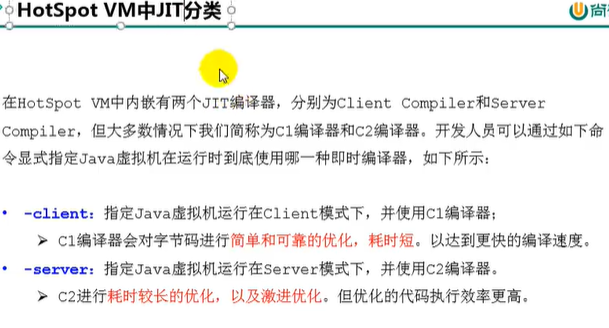 HotSpot VM中JIT分类
尚
在HotSpot VM中内嵌有两个JIT编译器，分别为Client Compiler和Server
Compiler，但大多数情况下我们简称为C1编译器和C2编译器。开发人员可以通过如下命
令显式指定Java虚拟机在运行时到底使用哪一种即时编译器，如下所示：
• -client：指定Java虚拟机运行在Client模式下，并使用C1编译器；
➢ C1编译器会对字节码进行简单和可靠的优化，耗时短。以达到更快的编译速度。
• -server：指定Java虚拟机运行在Server模式下，并使用C2编译器。
➢ C2进行耗时较长的优化，以及激进优化。但优化的代码执行效率更高。